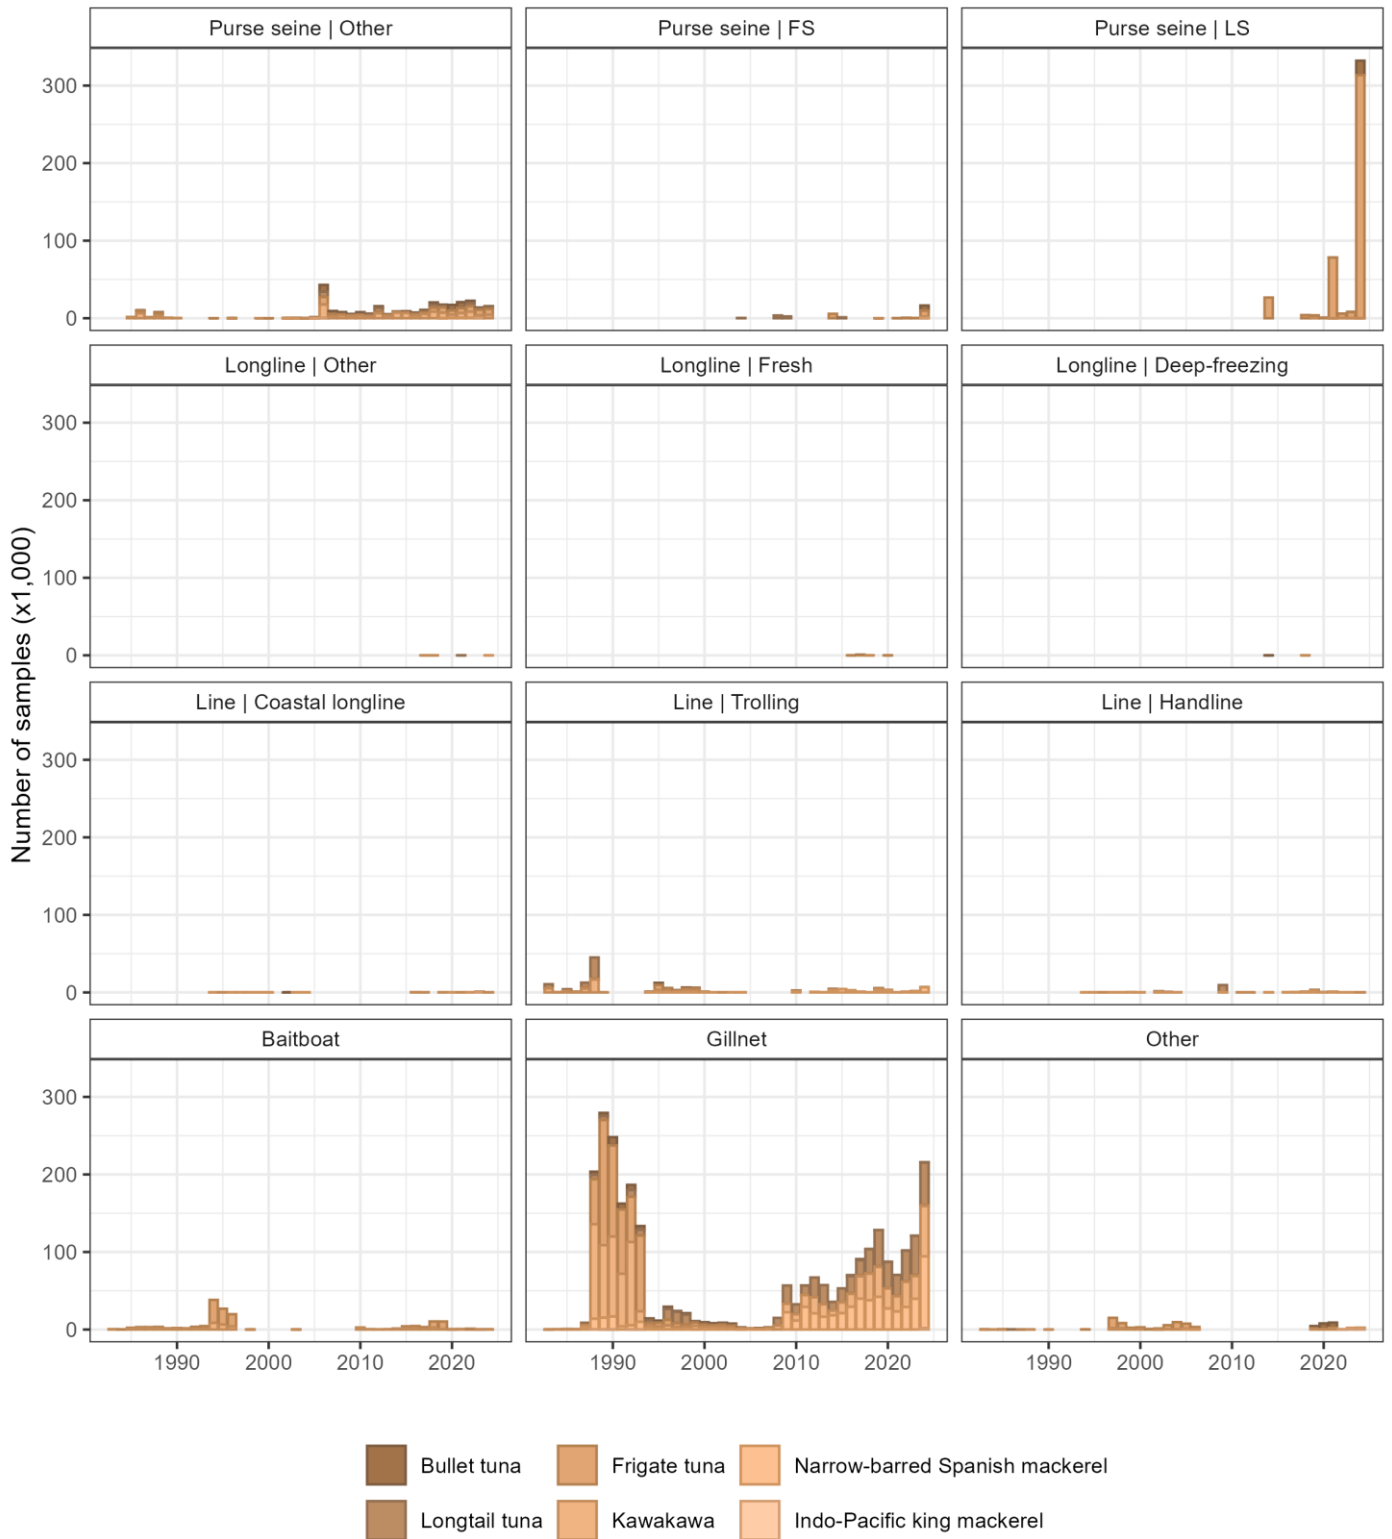 Purse seine | Other
Purse seine | FS
Purse seine | LS
300
200
100
0
Longline | Other
Longline | Fresh
Longline | Deep-freezing
300
200
100
0
Number of samples (x1,000)
Line | Coastal longline
Line | Trolling
Line | Handline
300
200
100
0
Baitboat
Gillnet
Other
300
200
100
0
1990 2000 2010 2020
1990 2000 2010 2020
1990 2000 2010 2020
Bullet tuna
Frigate tuna
Narrow-barred Spanish mackerel
Longtail tuna
Kawakawa
Indo-Pacific king mackerel